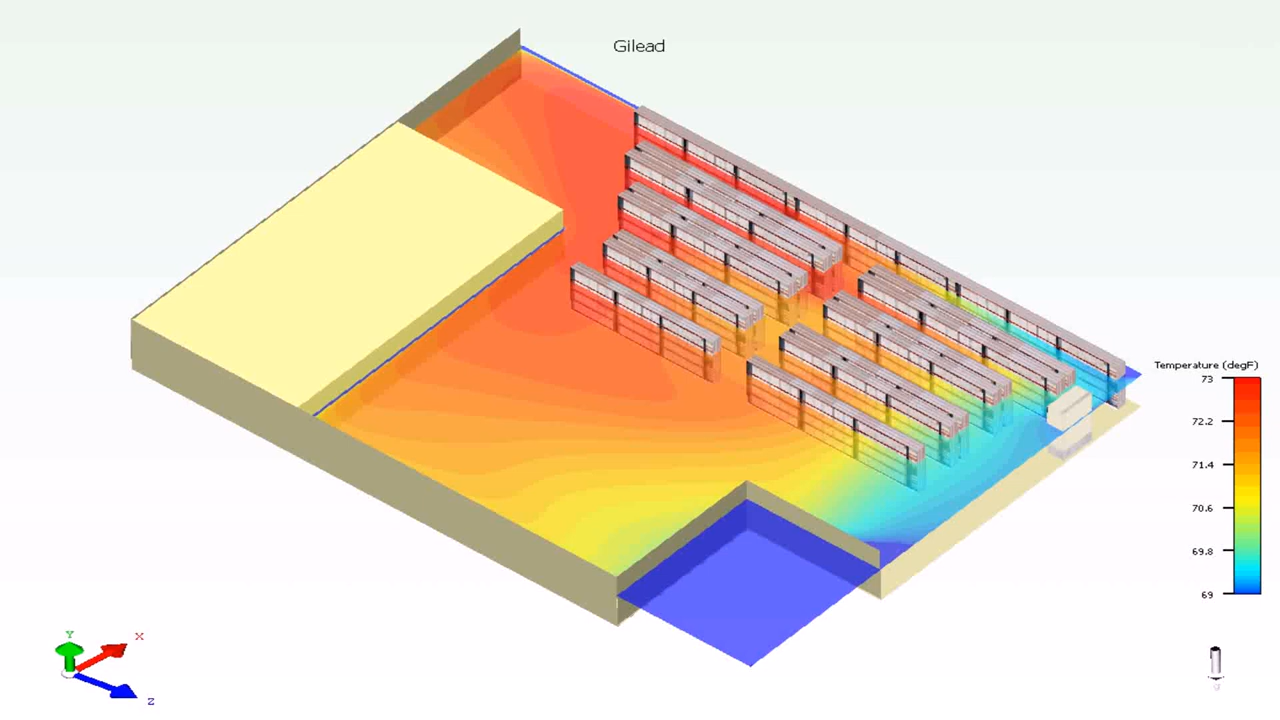 Gilead
Temperature (degF)
73
72.2
71.4
70.6
69.8
69
Y
X
Z
g